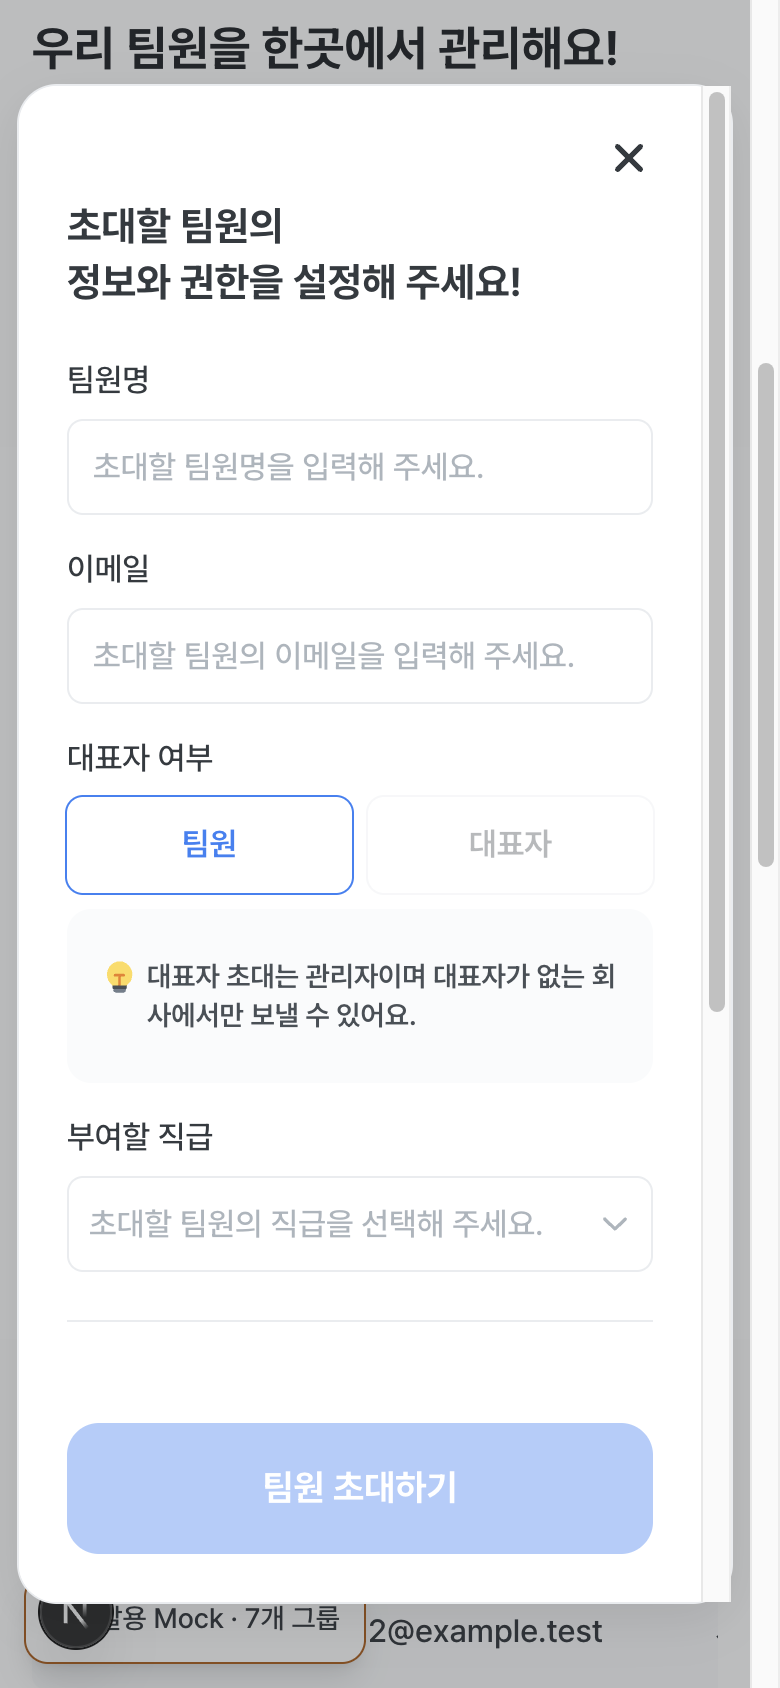 우리 팀원을 한곳에서 관리해요!
초대할 팀원의
정보와 권한을 설정해 주세요!
팀원명
초대할 팀원명을 입력해 주세요.
이메일
초대할 팀원의 이메일을 입력해 주세요.
대표자 여부
팀원
대표자
대표자 초대는 관리자이며 대표자가 없는 회
사에서만 보낼 수 있어요.
부여할 직급
초대할 팀원의 직급을 선택해 주세요.
팀원 초대하기
N
Mock · 7개 그룹
2@example.test